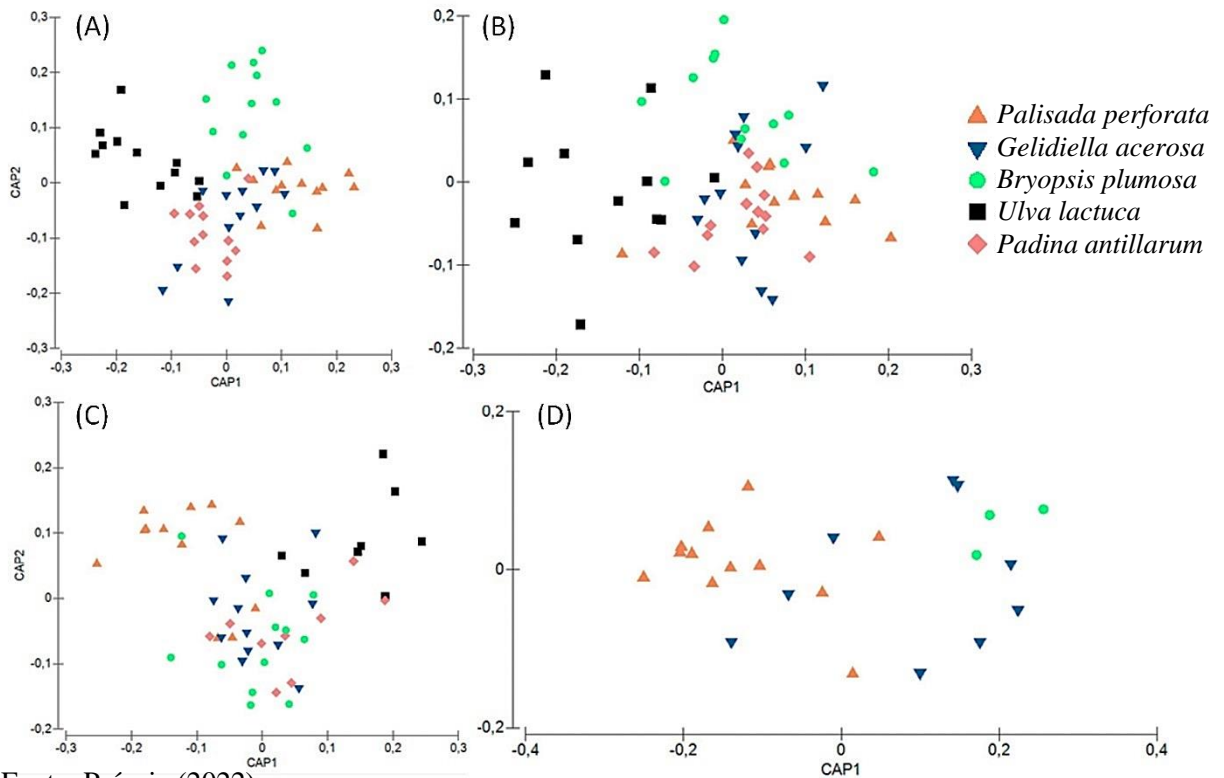 (A)
0,3
0,2
0,1
0
-0,1
-0,2
-0,3
CAP2
-0,3 -0,2 -0,1 0 0,1 0,2 0,3
CAP1
(B)
0,2
0,1
0
-0,1
-0,2
-0,3 -0,2 -0,1 0 0,1 0,2 0,3
CAP1
Palisada perforata
Gelidiella acerosa
Bryopsis plumosa
Ulva lactuca
Padina antillarum
(C)
0,3
0,2
0,1
0
-0,1
-0,2
CAP2
-0,3 -0,2 -0,1 0 0,1 0,2 0,3
CAP1
(D)
0,2
0
-0,2
-0,4 -0,2 0 0,2 0,4
CAP1
(2022)